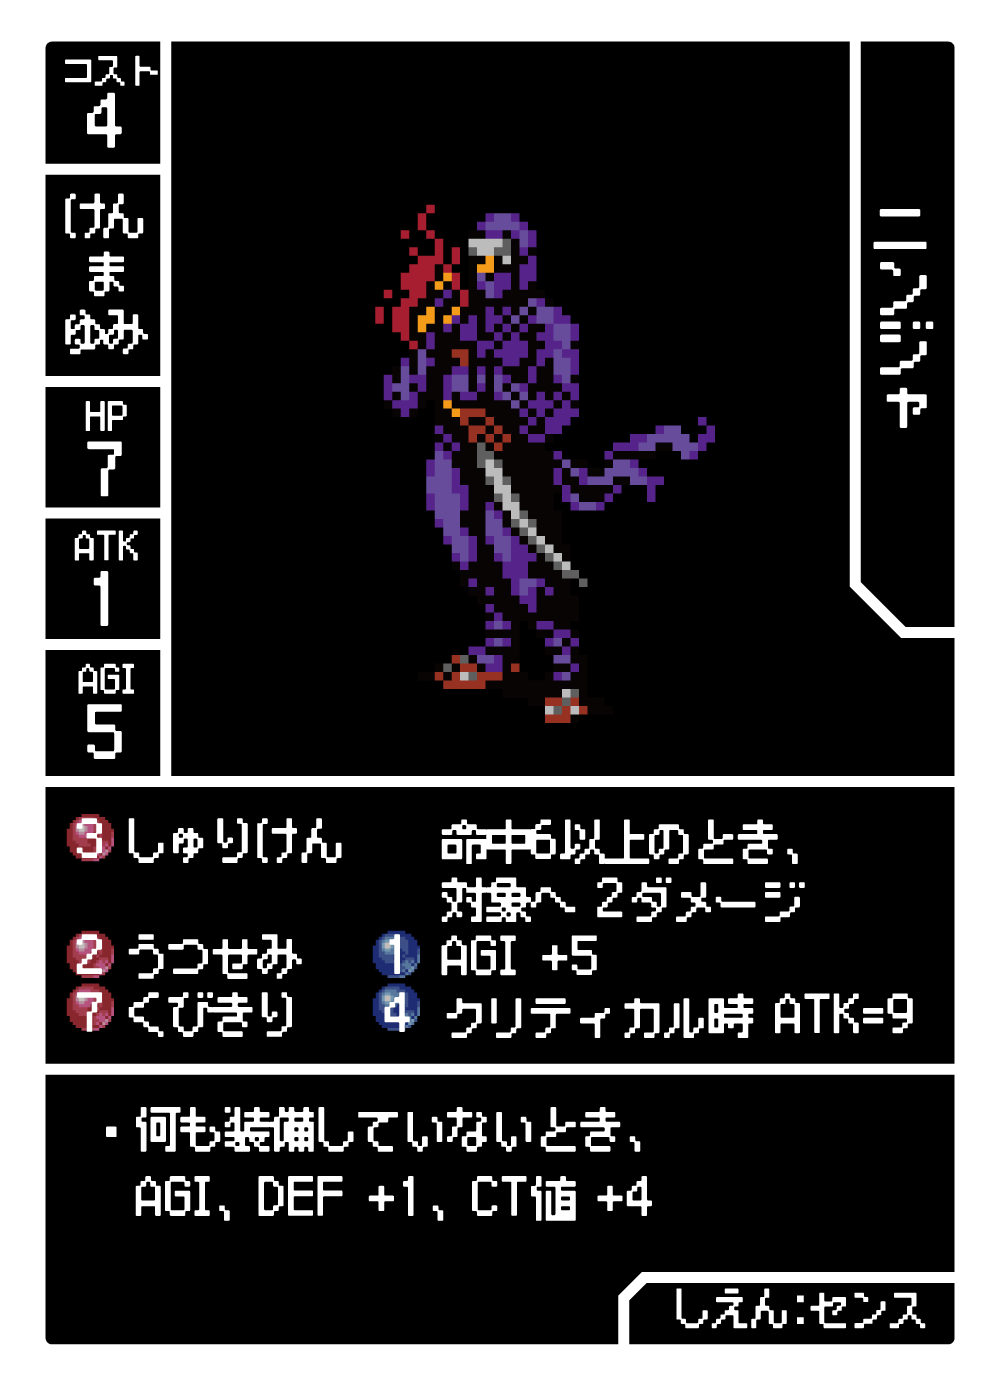 コスト
4
けん
ま
ゆみ
HP
7
ATK
1
AGI
5
ニンジャ
3 しゅりけん 命中6以上のとき、
対象へ 2ダメージ
2 うつせみ 1 AGI +5
7 くびきり 4 クリティカル時 ATK=9
・何も装備していないとき、
AGI、DEF +1、CT値 +4
しえん:センス